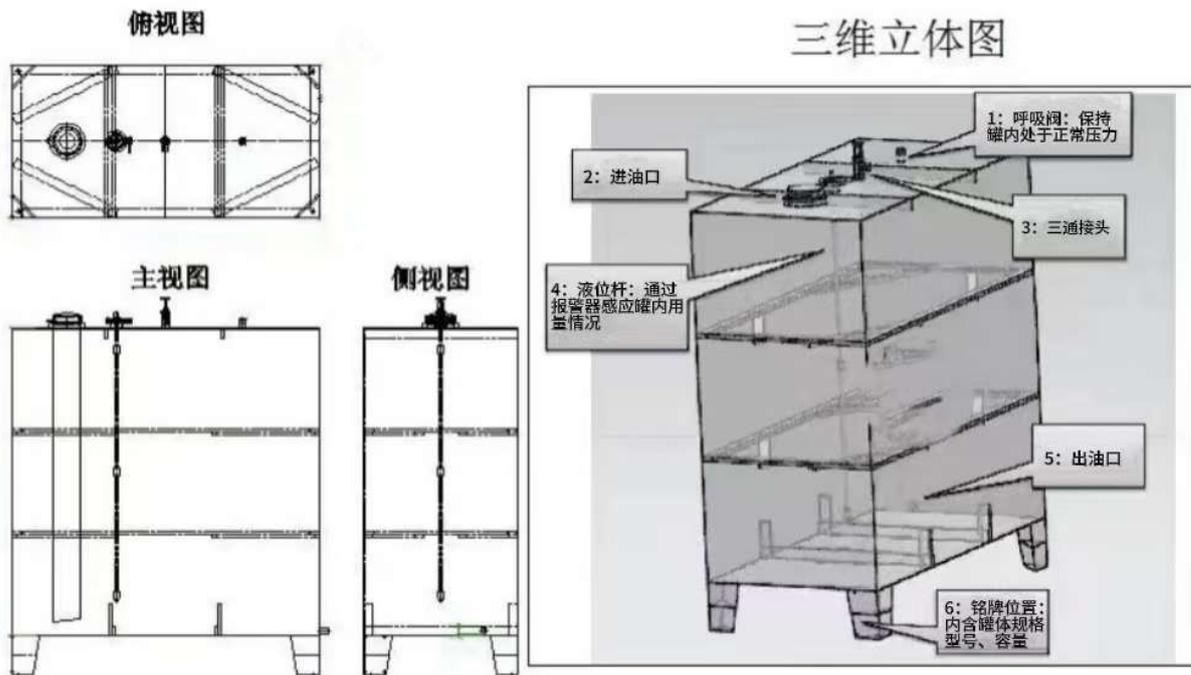 俯视图
三维立体图
1：呼吸阀：保持
罐内处于正常压力
2：进油口
3：三通接头
主视图
侧视图
4：液位杆：通过
报警器感应罐内用
量情况
5：出油口
6：铭牌位置：
内含罐体规格
型号、容量